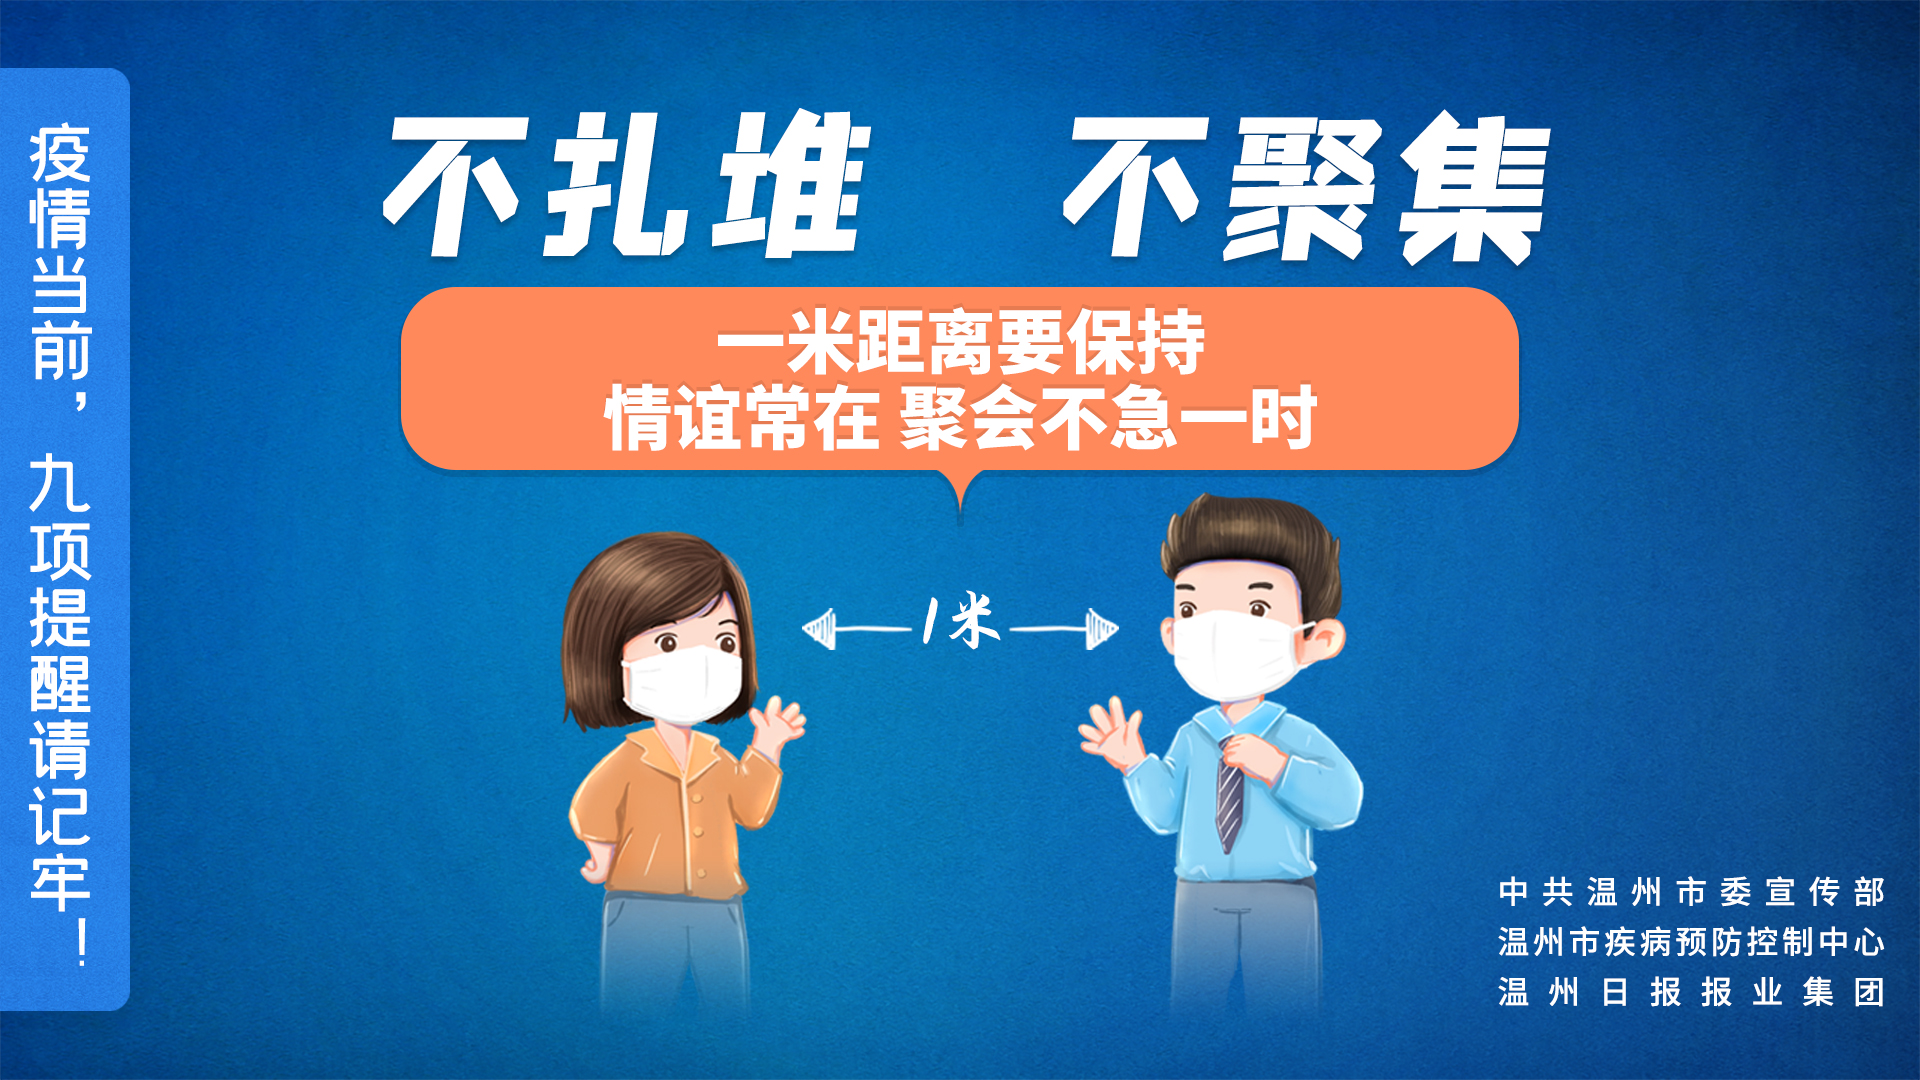 疫情当前，九项提醒请记牢！
不扎堆 不聚集
一米距离要保持
情谊常在 聚会不急一时
1米
中共温州市委宣传部
温州市疾病预防控制中心
温州日报报业集团